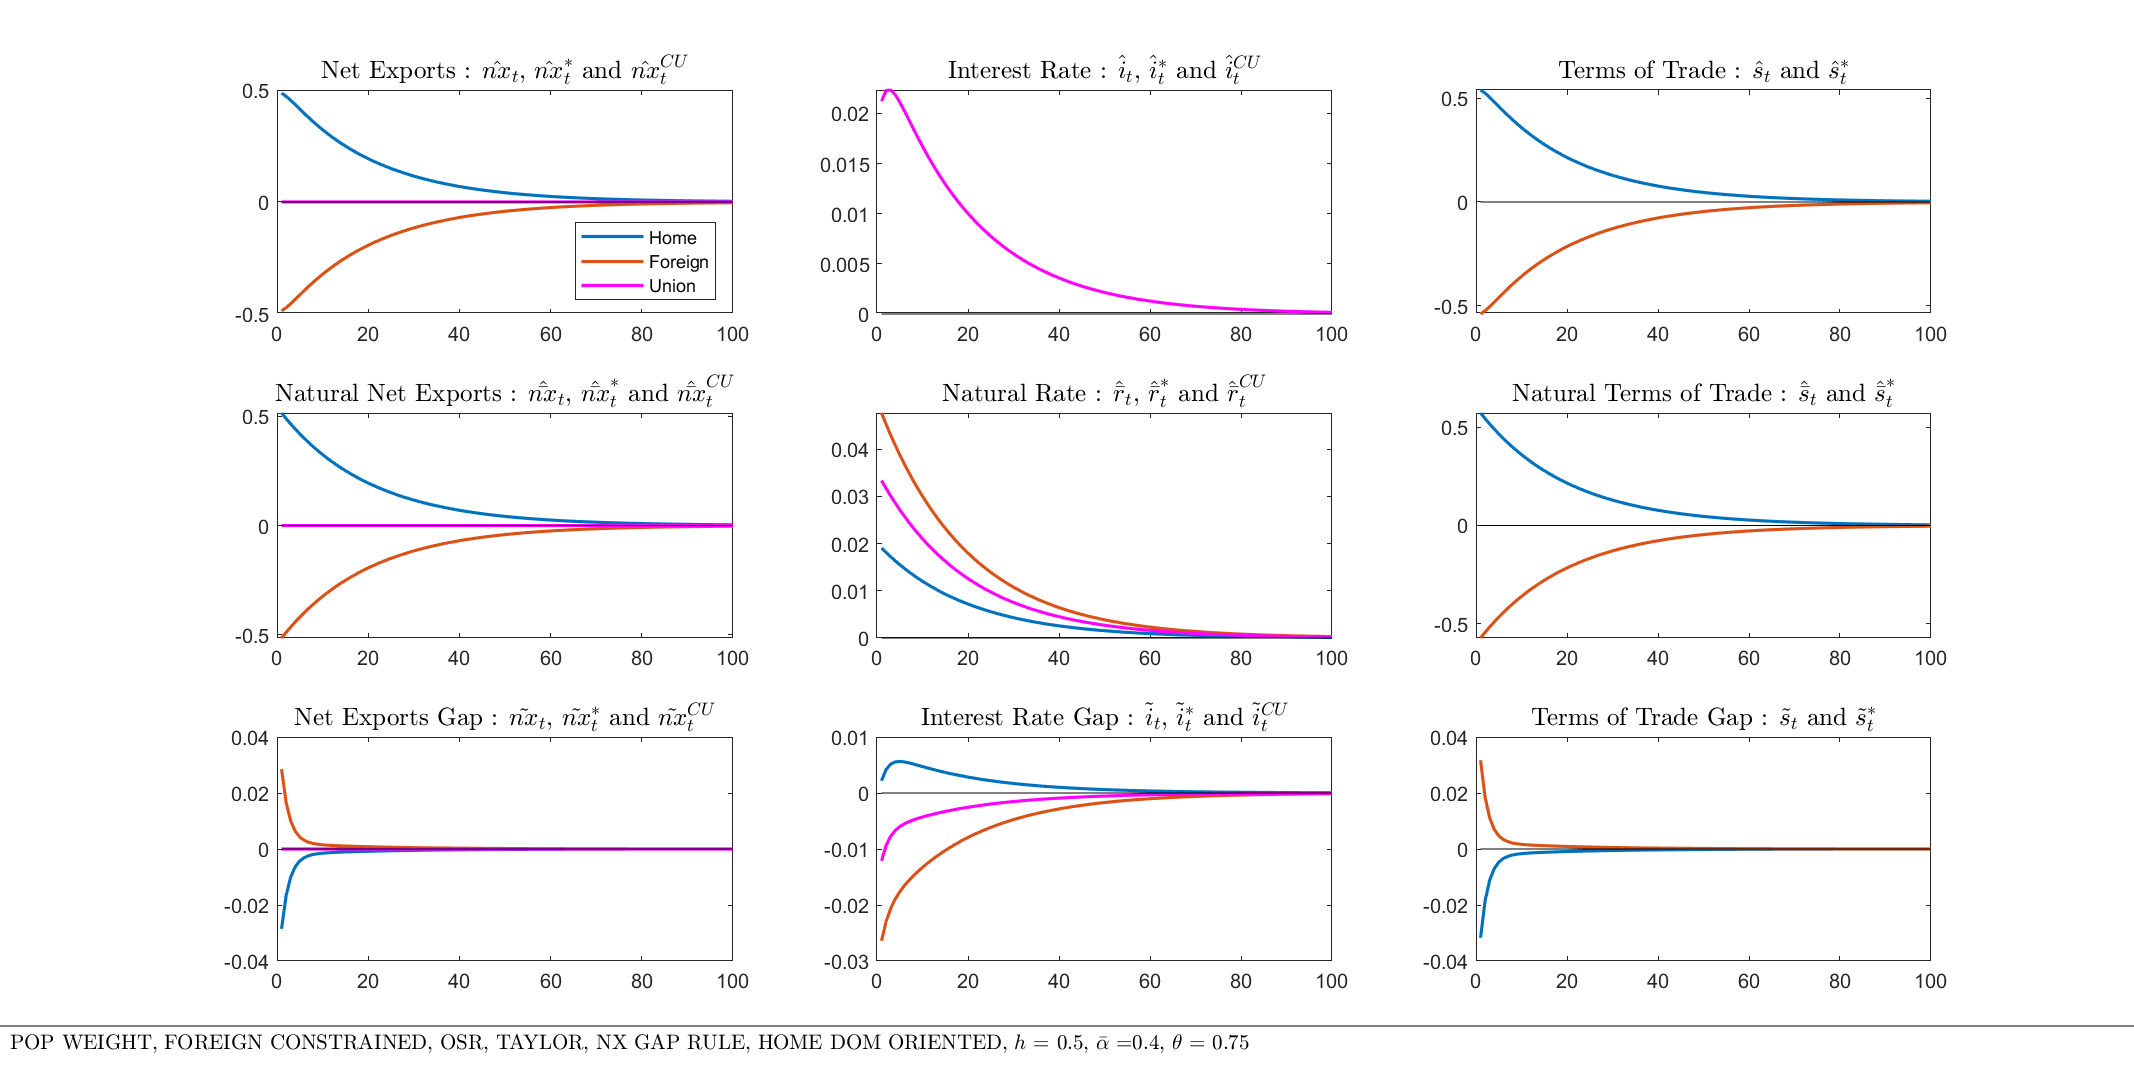 Net Exports : n̂x_t, n̂x_t^* and n̂x_t^{CU}
0.5
0
-0.5
0 20 40 60 80 100
Home
Foreign
Union
Interest Rate : î_t, î_t^* and î_t^{CU}
0.02
0.015
0.01
0.005
0
0 20 40 60 80 100
Terms of Trade : ŝ_t and ŝ_t^*
0.5
0
-0.5
0 20 40 60 80 100
Natural Net Exports : n̄̂x_t, n̄̂x_t^* and n̄̂x_t^{CU}
0.5
0
-0.5
0 20 40 60 80 100
Natural Rate : r̄̂_t, r̄̂_t^* and r̄̂_t^{CU}
0.04
0.03
0.02
0.01
0
0 20 40 60 80 100
Natural Terms of Trade : s̄̂_t and s̄̂_t^*
0.5
0
-0.5
0 20 40 60 80 100
Net Exports Gap : ñx_t, ñx_t^* and ñx_t^{CU}
0.04
0.02
0
-0.02
-0.04
0 20 40 60 80 100
Interest Rate Gap : ĩ_t, ĩ_t^* and ĩ_t^{CU}
0.01
0
-0.01
-0.02
-0.03
0 20 40 60 80 100
Terms of Trade Gap : s̃_t and s̃_t^*
0.04
0.02
0
-0.02
-0.04
0 20 40 60 80 100
POP WEIGHT, FOREIGN CONSTRAINED, OSR, TAYLOR, NX GAP RULE, HOME DOM ORIENTED, h = 0.5, ᾱ =0.4, θ = 0.75